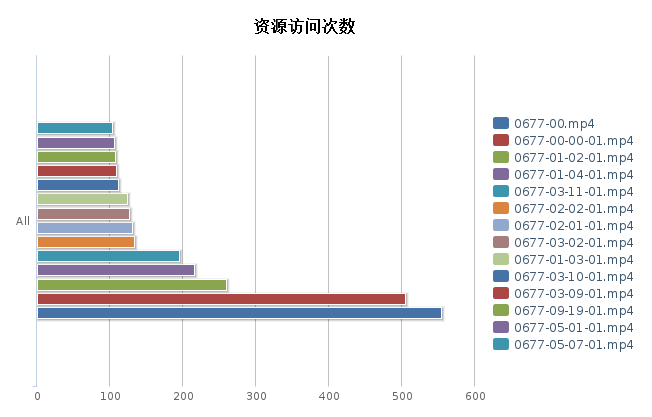 资源访问次数
All
0
100
200
300
400
500
600
0677-00.mp4
0677-00-00-01.mp4
0677-01-02-01.mp4
0677-01-04-01.mp4
0677-03-11-01.mp4
0677-02-02-01.mp4
0677-02-01-01.mp4
0677-03-02-01.mp4
0677-01-03-01.mp4
0677-03-10-01.mp4
0677-03-09-01.mp4
0677-09-19-01.mp4
0677-05-01-01.mp4
0677-05-07-01.mp4